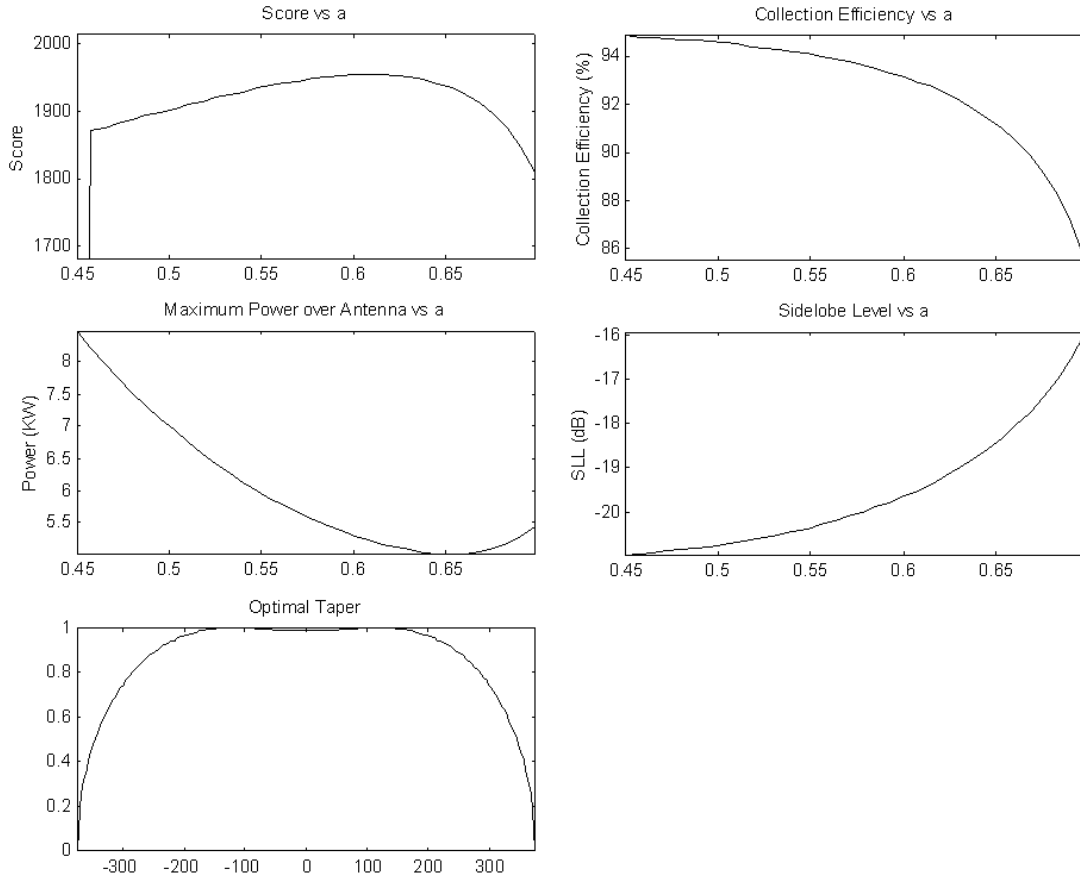 Score vs a
2015
2000
1900
1800
1700
Score
0.45 0.5 0.55 0.6 0.65
Collection Efficiency vs a
94
92
90
88
86
Collection Efficiency (%)
0.45 0.5 0.55 0.6 0.65
Maximum Power over Antenna vs a
8
7.5
7
6.5
6
5.5
Power (KW)
0.45 0.5 0.55 0.6 0.65
Sidelobe Level vs a
-16
-17
-18
-19
-20
SLL (dB)
0.45 0.5 0.55 0.6 0.65
Optimal Taper
1
0.8
0.6
0.4
0.2
0
-300 -200 -100 0 100 200 300